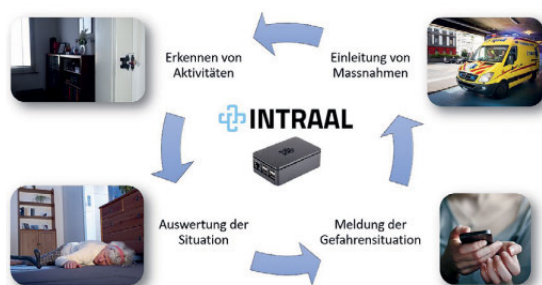 Erkennen von
Aktivitäten
Einleitung von
Massnahmen
INTRAAL
Auswertung der
Situation
Meldung der
Gefahrensituation